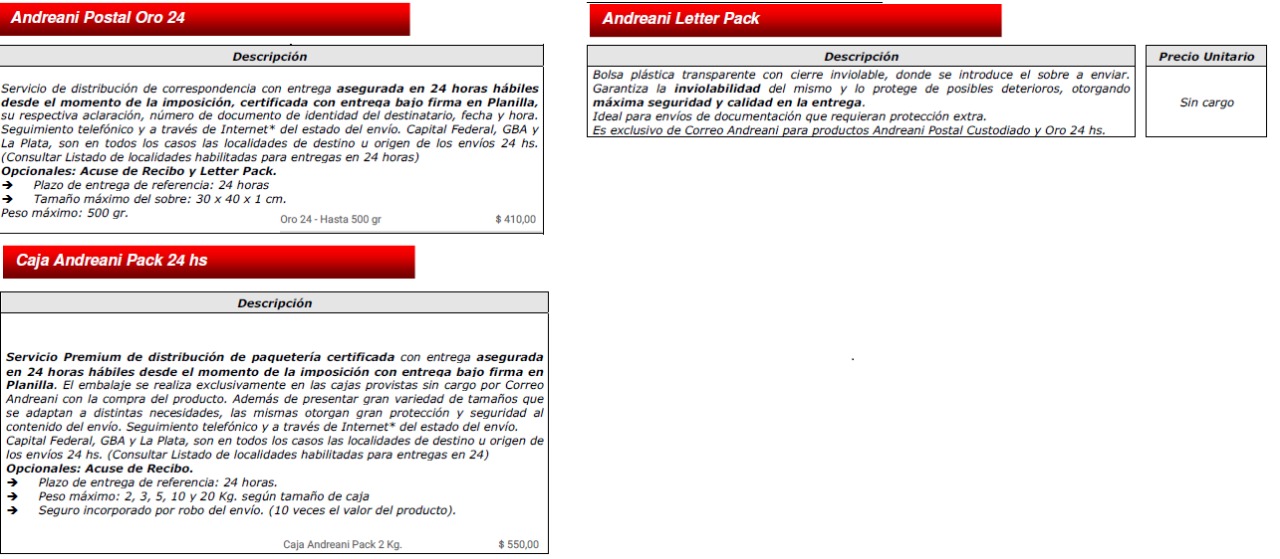 Andreani Postal Oro 24
Descripción
Servicio de distribución de correspondencia con entrega asegurada en 24 horas hábiles
desde el momento de la imposición, certificada con entrega bajo firma en Planilla,
su respectiva aclaración, número de documento de identidad del destinatario, fecha y hora.
Seguimiento telefónico y a través de Internet* del estado del envío. Capital Federal, GBA y
La Plata, son en todos los casos las localidades de destino u origen de los envíos 24 hs.
(Consultar Listado de localidades habilitadas para entregas en 24 horas)
Opcionales: Acuse de Recibo y Letter Pack.
➔ Plazo de entrega de referencia: 24 horas
➔ Tamaño máximo del sobre: 30 x 40 x 1 cm.
Peso máximo: 500 gr.
Oro 24 - Hasta 500 gr $ 410,00
Caja Andreani Pack 24 hs
Descripción
Servicio Premium de distribución de paquetería certificada con entrega asegurada
en 24 horas hábiles desde el momento de la imposición con entrega bajo firma en
Planilla. El embalaje se realiza exclusivamente en las cajas provistas sin cargo por Correo
Andreani con la compra del producto. Además de presentar gran variedad de tamaños que
se adaptan a distintas necesidades, las mismas otorgan gran protección y seguridad al
contenido del envío. Seguimiento telefónico y a través de Internet* del estado del envío.
Capital Federal, GBA y La Plata, son en todos los casos las localidades de destino u origen de
los envíos 24 hs. (Consultar Listado de localidades habilitadas para entregas en 24)
Opcionales: Acuse de Recibo.
➔ Plazo de entrega de referencia: 24 horas.
➔ Peso máximo: 2, 3, 5, 10 y 20 Kg. según tamaño de caja
➔ Seguro incorporado por robo del envío. (10 veces el valor del producto).
Caja Andreani Pack 2 Kg. $ 550,00
Andreani Letter Pack
Descripción
Precio Unitario
Bolsa plástica transparente con cierre inviolable, donde se introduce el sobre a enviar.
Garantiza la inviolabilidad del mismo y lo protege de posibles deterioros, otorgando
máxima seguridad y calidad en la entrega.
Ideal para envíos de documentación que requieran protección extra.
Es exclusivo de Correo Andreani para productos Andreani Postal Custodiado y Oro 24 hs.
Sin cargo